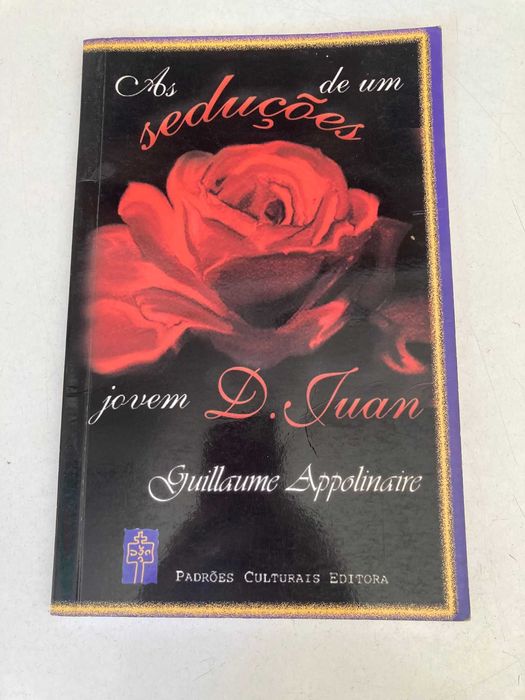 As seduções de um
jovem D. Juan
Guillaume Appolinaire
PADRÕES CULTURAIS EDITORA